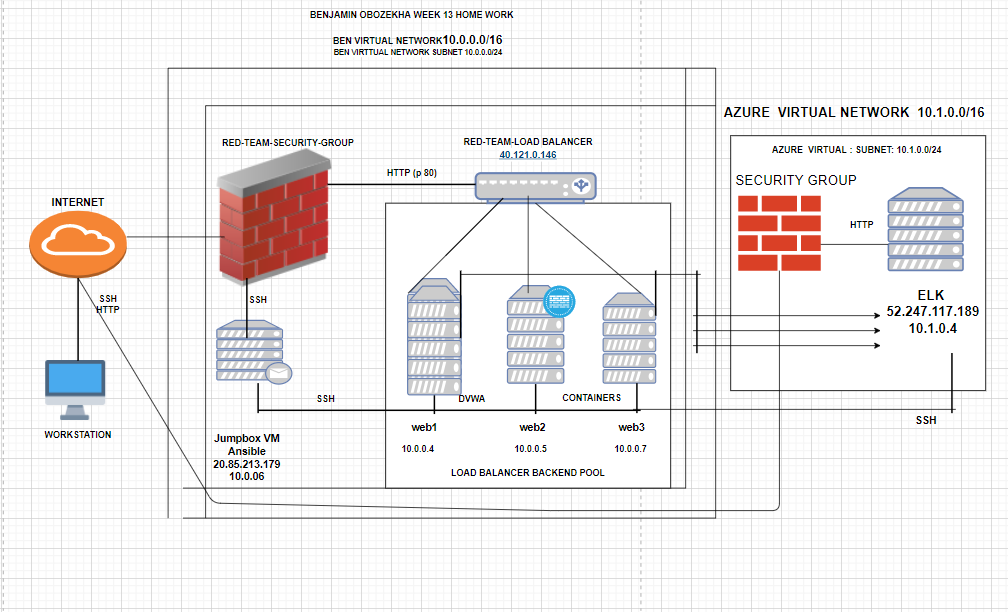 BENJAMIN OBOZEKHA WEEK 13 HOME WORK
BEN VIRTUAL NETWORK10.0.0.0/16
BEN VIRTTUAL NETWORK SUBNET 10.0.0.0/24
AZURE VIRTUAL NETWORK 10.1.0.0/16
RED-TEAM-SECURITY-GROUP
RED-TEAM-LOAD BALANCER
40.121.0.146
AZURE VIRTUAL : SUBNET: 10.1.0.0/24
HTTP (p 80)
SECURITY GROUP
INTERNET
HTTP
SSH
HTTP
SSH
ELK
52.247.117.189
10.1.0.4
SSH
DVWA
CONTAINERS
SSH
WORKSTATION
web1
web2
web3
Jumpbox VM
Ansible
20.85.213.179
10.0.06
10.0.0.4
10.0.0.5
10.0.0.7
LOAD BALANCER BACKEND POOL